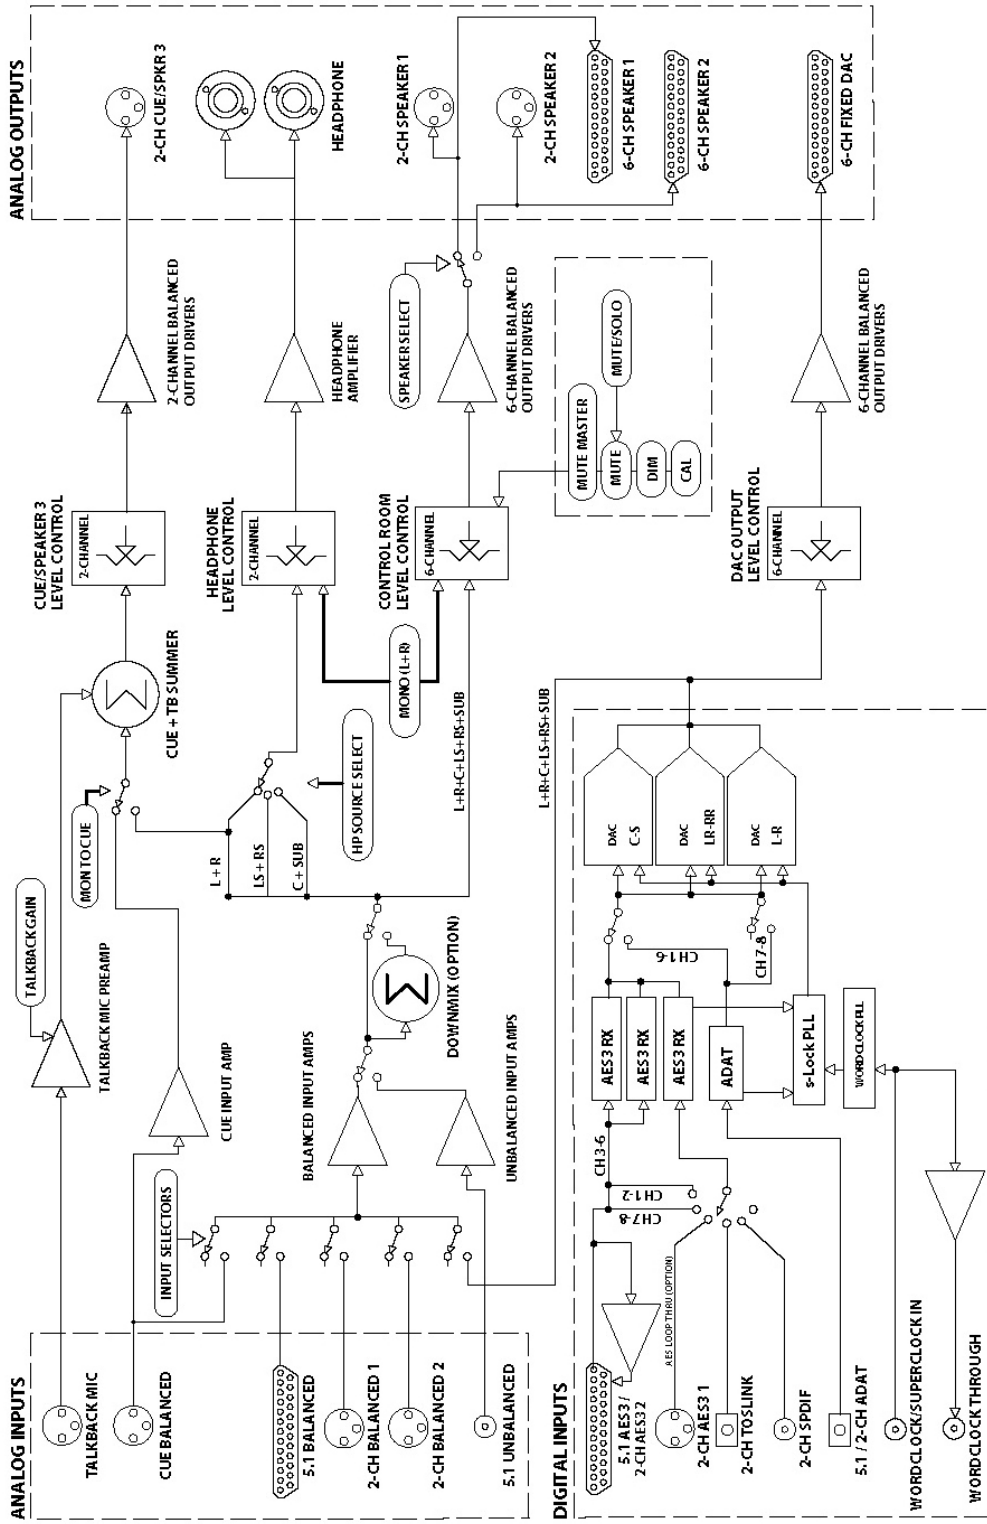 ANALOG INPUTS
TALKBACK MIC
CUE BALANCED
5.1 BALANCED
2-CH BALANCED 1
2-CH BALANCED 2
5.1 UNBALANCED
DIGITAL INPUTS
5.1 AES3 /
2-CH AES32
2-CH AES3 1
2-CH TOSLINK
2-CH SPDIF
5.1 / 2-CH ADAT
WORDCLOCK/SUPERCLOCK IN
WORDCLOCK THROUGH
AES LOOP THRU (OPTION)
INPUT SELECTORS
TALKBACK GAIN
TALKBACK MIC PREAMP
CUE INPUT AMP
BALANCED INPUT AMPS
UNBALANCED INPUT AMPS
DOWNMIX (OPTION)
CH7-8
CH1-2
CH 3-6
AES3 RX
AES3 RX
AES3 RX
ADAT
s-Lock PLL
WORDCLOCK PLL
CH1-6
CH 7-8
DAC
C-S
DAC
LR-RR
DAC
L-R
MON TO CUE
L + R
LS + RS
C + SUB
HP SOURCE SELECT
CUE + TB SUMMER
MONO (L+R)
L+R+C+LS+RS+SUB
L+R+C+LS+RS+SUB
CUE/SPEAKER 3
LEVEL CONTROL
2-CHANNEL
HEADPHONE
LEVEL CONTROL
2-CHANNEL
CONTROL ROOM
LEVEL CONTROL
6-CHANNEL
DAC OUTPUT
LEVEL CONTROL
6-CHANNEL
MUTE MASTER
MUTE
DIM
CAL
MUTE/SOLO
SPEAKER SELECT
2-CHANNEL BALANCED
OUTPUT DRIVERS
HEADPHONE
AMPLIFIER
6-CHANNEL BALANCED
OUTPUT DRIVERS
6-CHANNEL BALANCED
OUTPUT DRIVERS
ANALOG OUTPUTS
2-CH CUE/SPKR 3
HEADPHONE
2-CH SPEAKER 1
2-CH SPEAKER 2
6-CH SPEAKER 1
6-CH SPEAKER 2
6-CH FIXED DAC